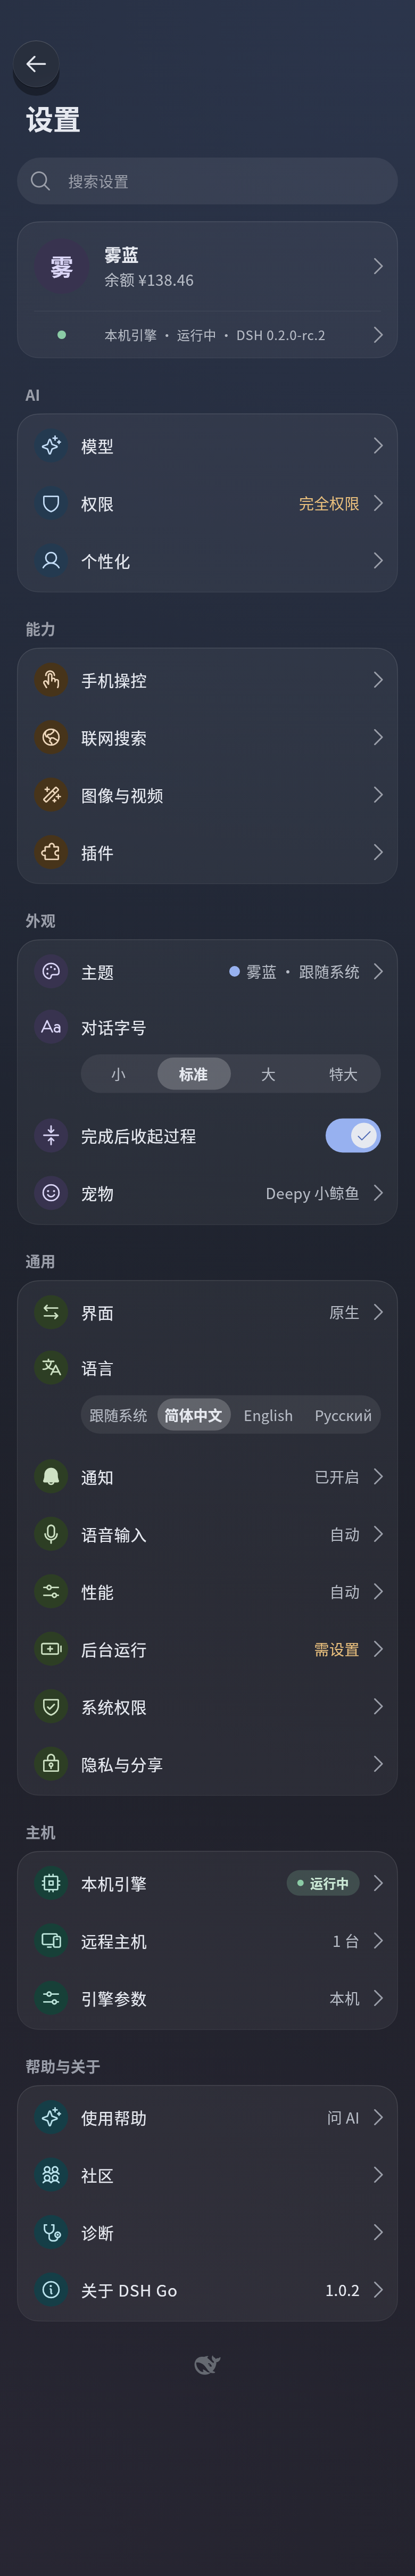 设置
搜索设置
雾
雾蓝
余额 ¥138.46
本机引擎 · 运行中 · DSH 0.2.0-rc.2
AI
模型
权限 完全权限
个性化
能力
手机操控
联网搜索
图像与视频
插件
外观
主题 雾蓝 · 跟随系统
Aa 对话字号
小 标准 大 特大
完成后收起过程
宠物 Deepy 小鲸鱼
通用
界面 原生
语言
跟随系统 简体中文 English Русский
通知 已开启
语音输入 自动
性能 自动
后台运行 需设置
系统权限
隐私与分享
主机
本机引擎 运行中
远程主机 1 台
引擎参数 本机
帮助与关于
使用帮助 问 AI
社区
诊断
关于 DSH Go 1.0.2